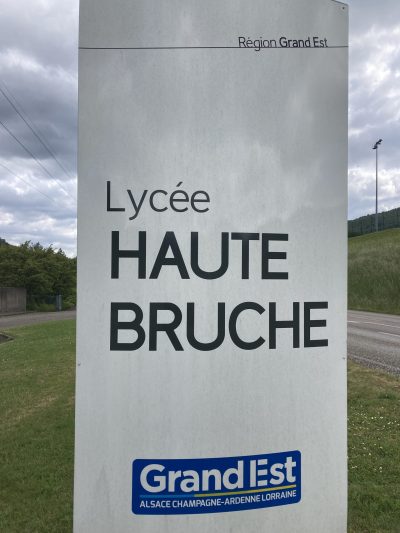 Région Grand Est
Lycée
HAUTE
BRUCHE
Grand Est
ALSACE CHAMPAGNE-ARDENNE LORRAINE